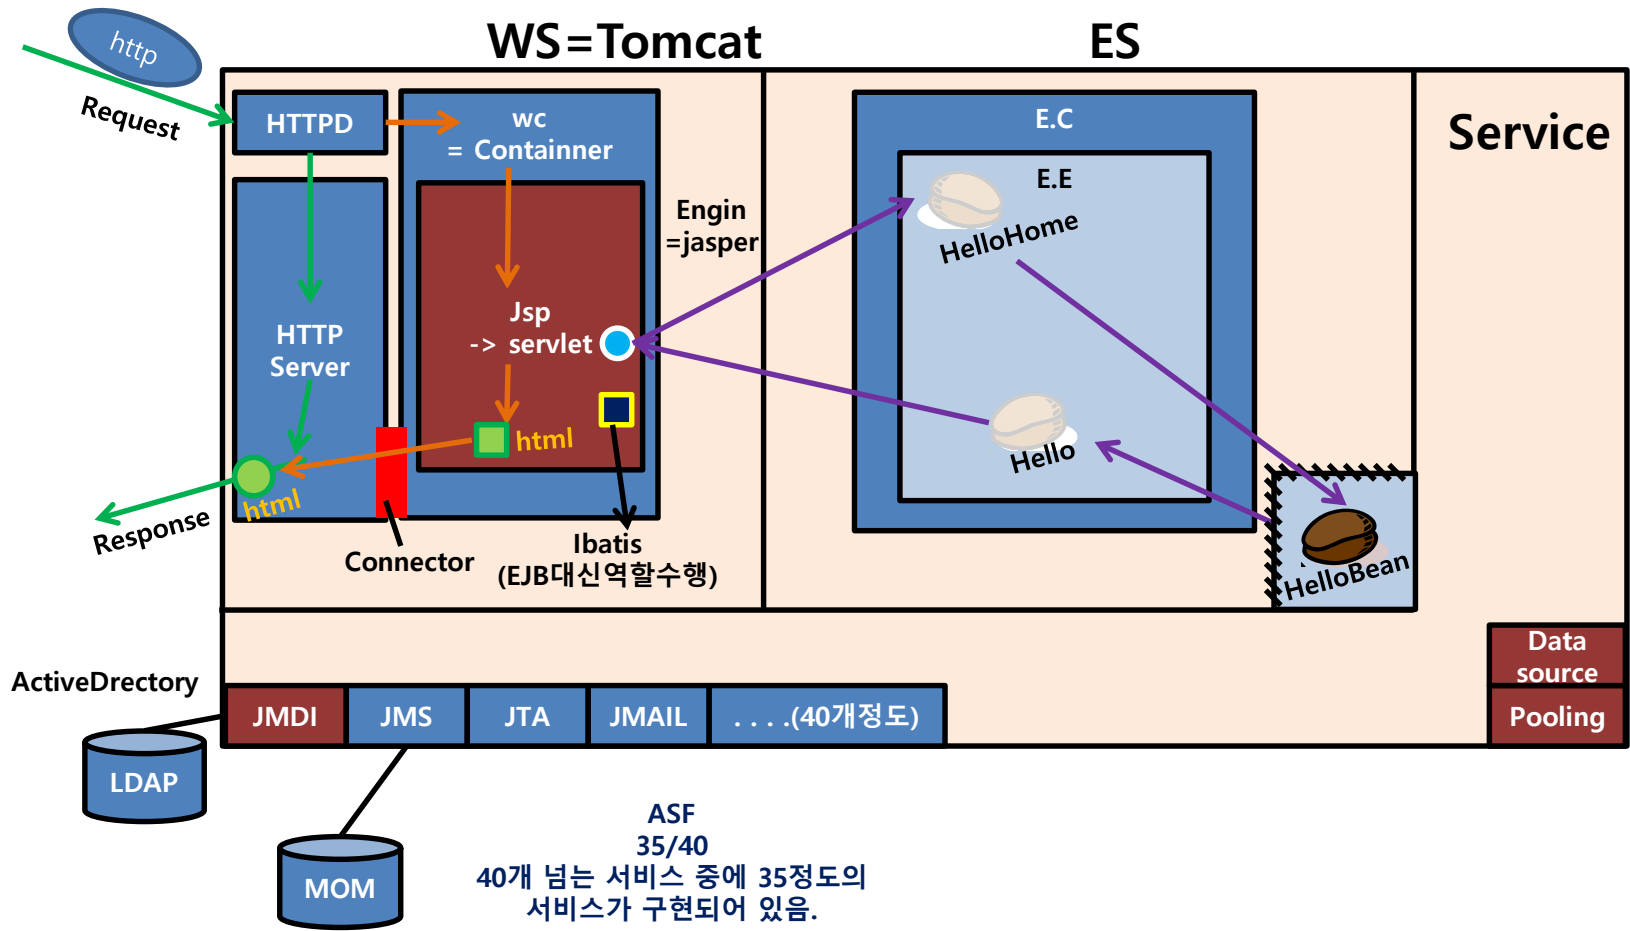 WS=Tomcat
ES
http
Request
HTTPD
wc
= Containner
E.C
Service
E.E
Engin
=jasper
HelloHome
Jsp
-> servlet
HTTP
Server
html
Hello
html
Response
Connector
Ibatis
(EJB대신역할수행)
HelloBean
Data
source
Pooling
ActiveDrectory
JMDI
JMS
JTA
JMAIL
. . . .(40개정도)
LDAP
MOM
ASF
35/40
40개 넘는 서비스 중에 35정도의
서비스가 구현되어 있음.